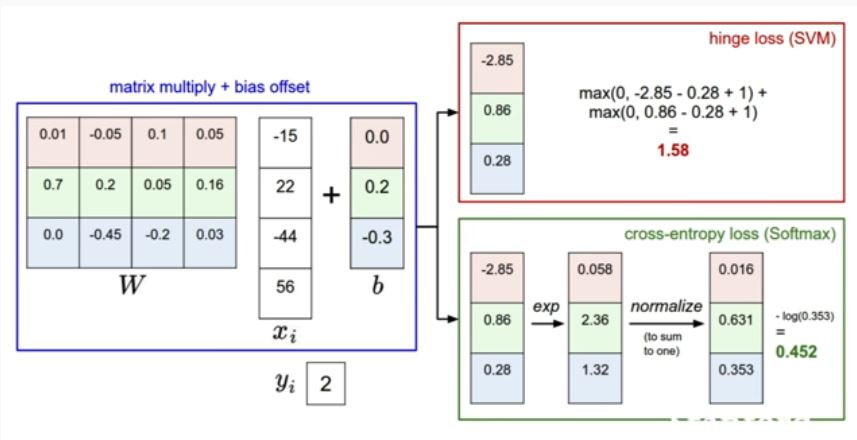 matrix multiply + bias offset
0.01 -0.05 0.1 0.05
0.7 0.2 0.05 0.16
0.0 -0.45 -0.2 0.03
W
-15
22
-44
56
x_i
+
0.0
0.2
-0.3
b
y_i 2
hinge loss (SVM)
-2.85
0.86
0.28
max(0, -2.85 - 0.28 + 1) +
max(0, 0.86 - 0.28 + 1)
=
1.58
cross-entropy loss (Softmax)
-2.85
0.86
0.28
exp
0.058
2.36
1.32
normalize
(to sum
to one)
0.016
0.631
0.353
- log(0.353)
=
0.452